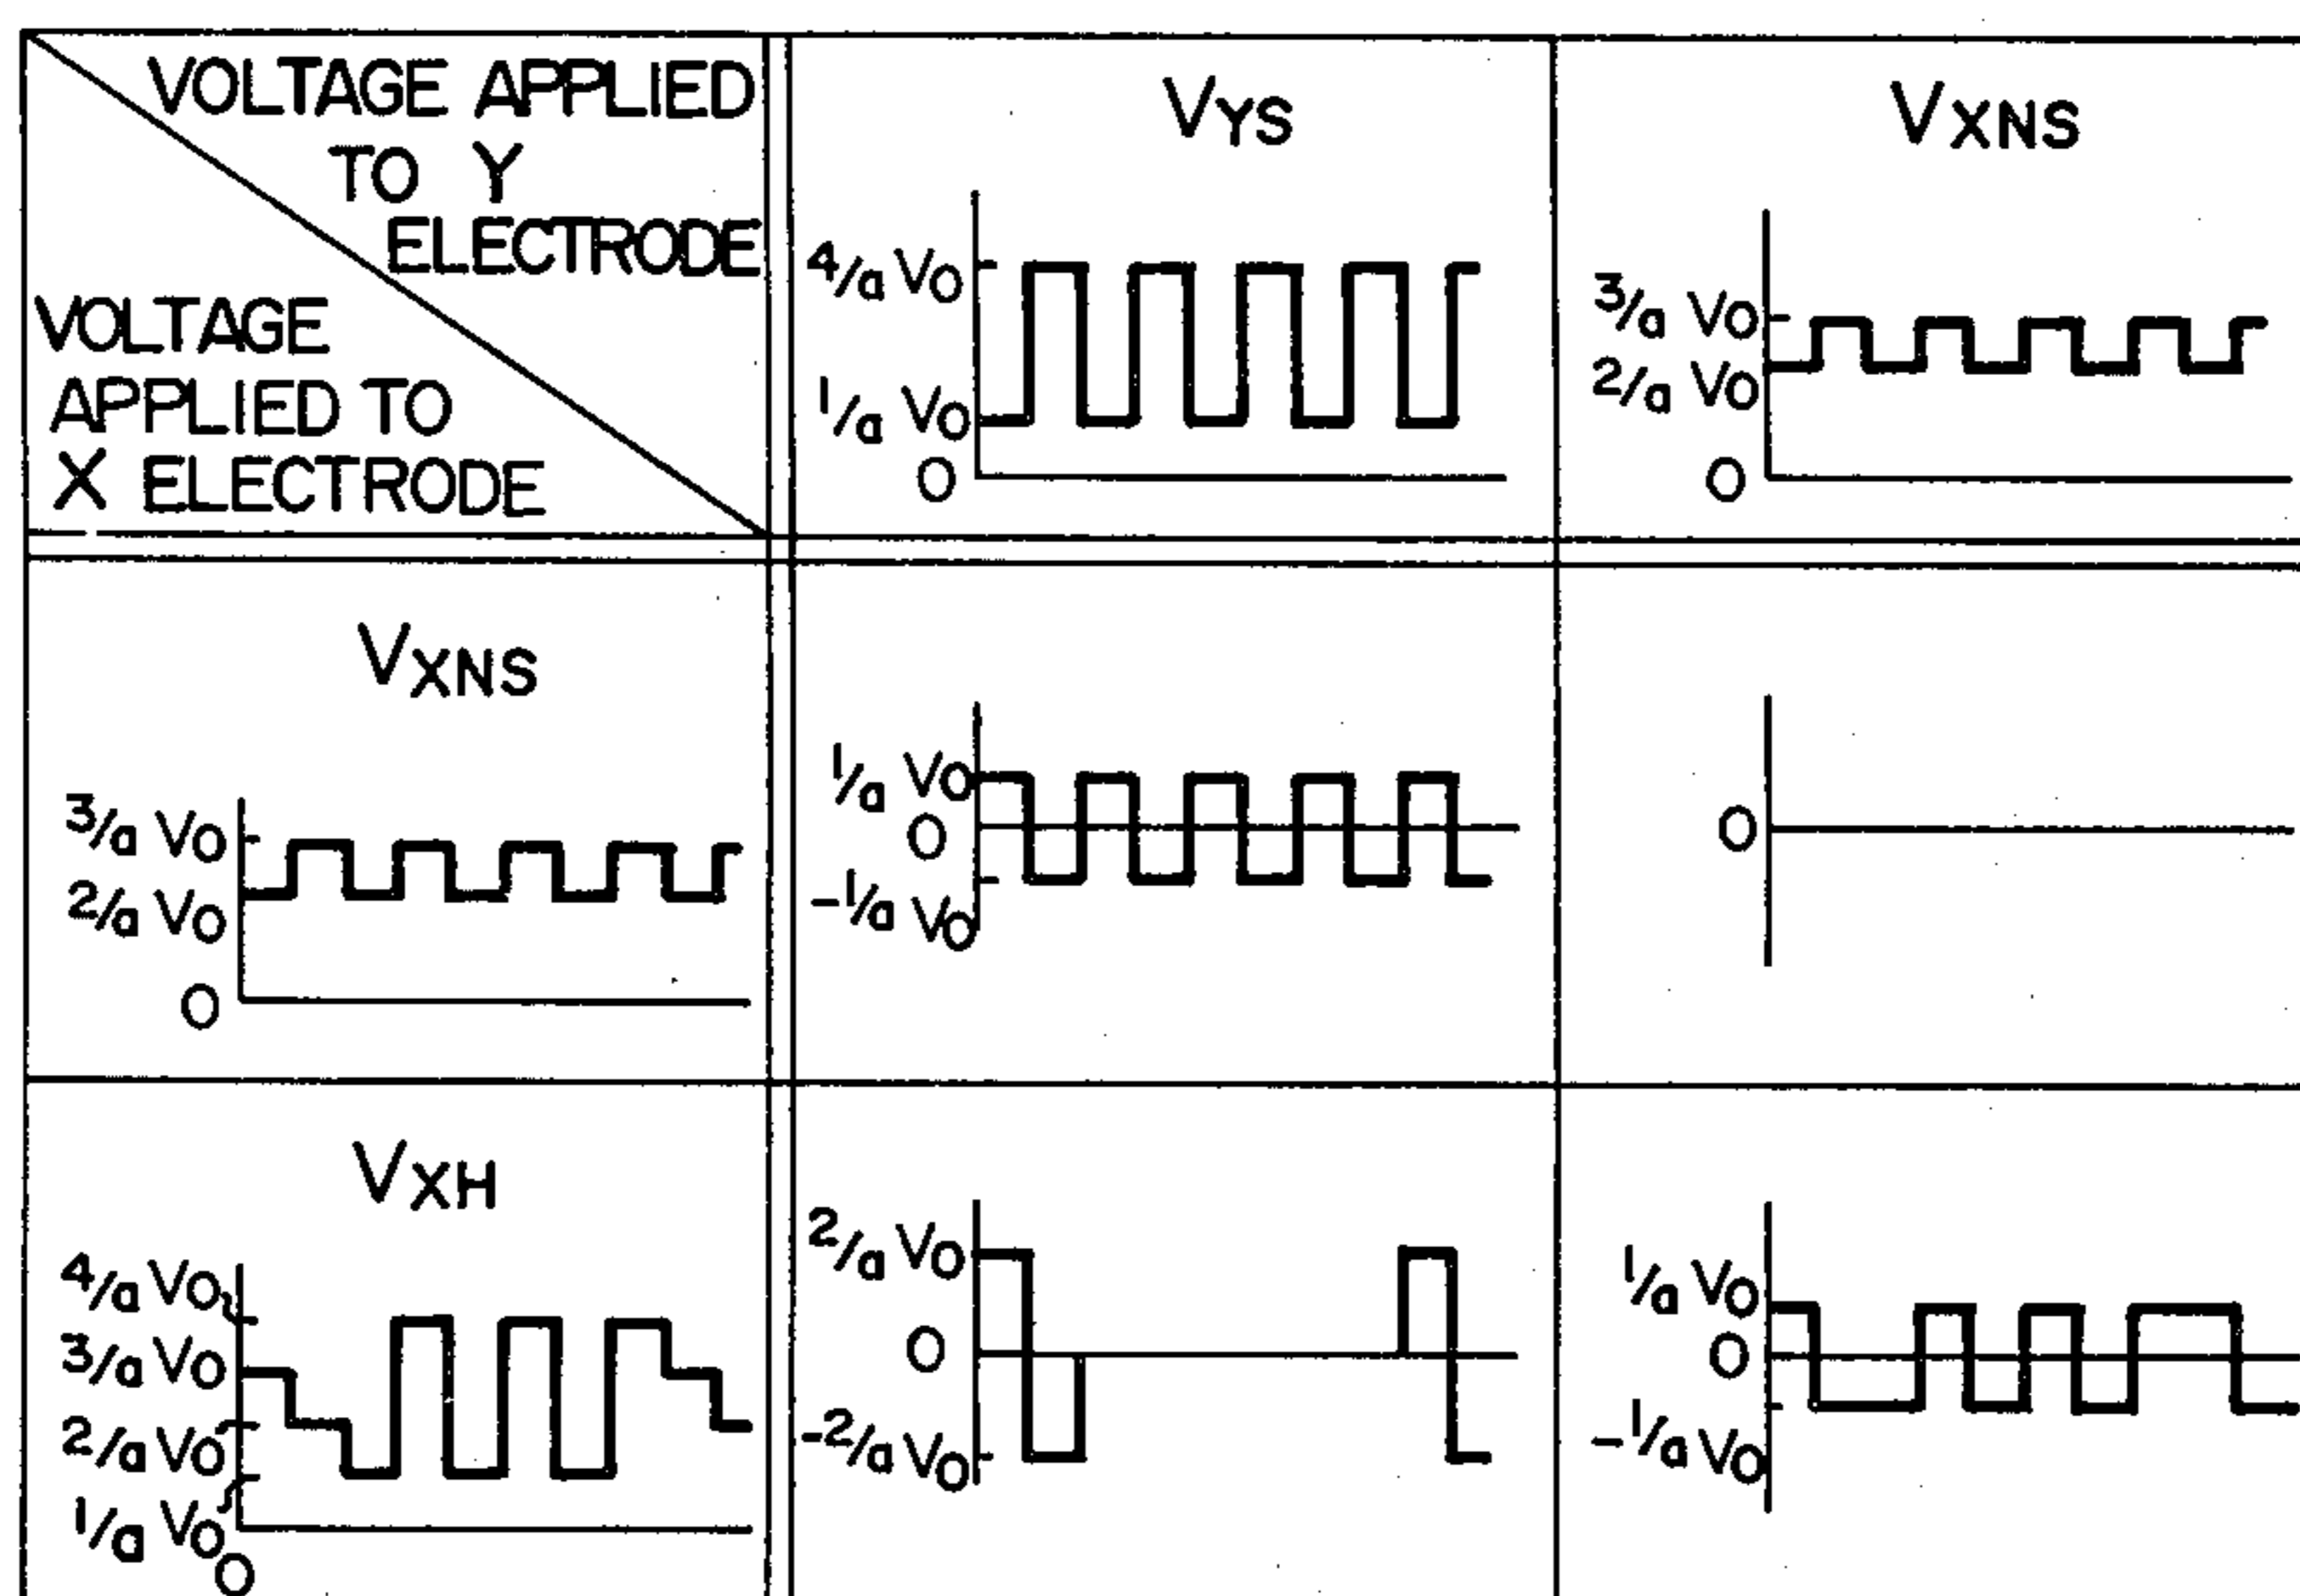 VOLTAGE APPLIED
TO Y
ELECTRODE
VOLTAGE
APPLIED TO
X ELECTRODE
VYS
4/a VO
1/a VO
O
VXNS
3/a VO
2/a VO
O
VXNS
3/a VO
2/a VO
O
1/a VO
O
-1/a VO
O
VXH
4/a VO
3/a VO
2/a VO
1/a VO
O
2/a VO
O
-2/a VO
1/a VO
O
-1/a VO